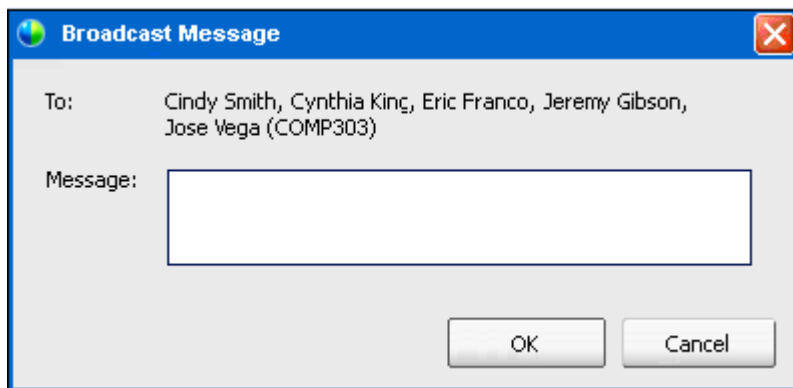 Broadcast Message
To: Cindy Smith, Cynthia King, Eric Franco, Jeremy Gibson,
Jose Vega (COMP303)
Message:
OK Cancel